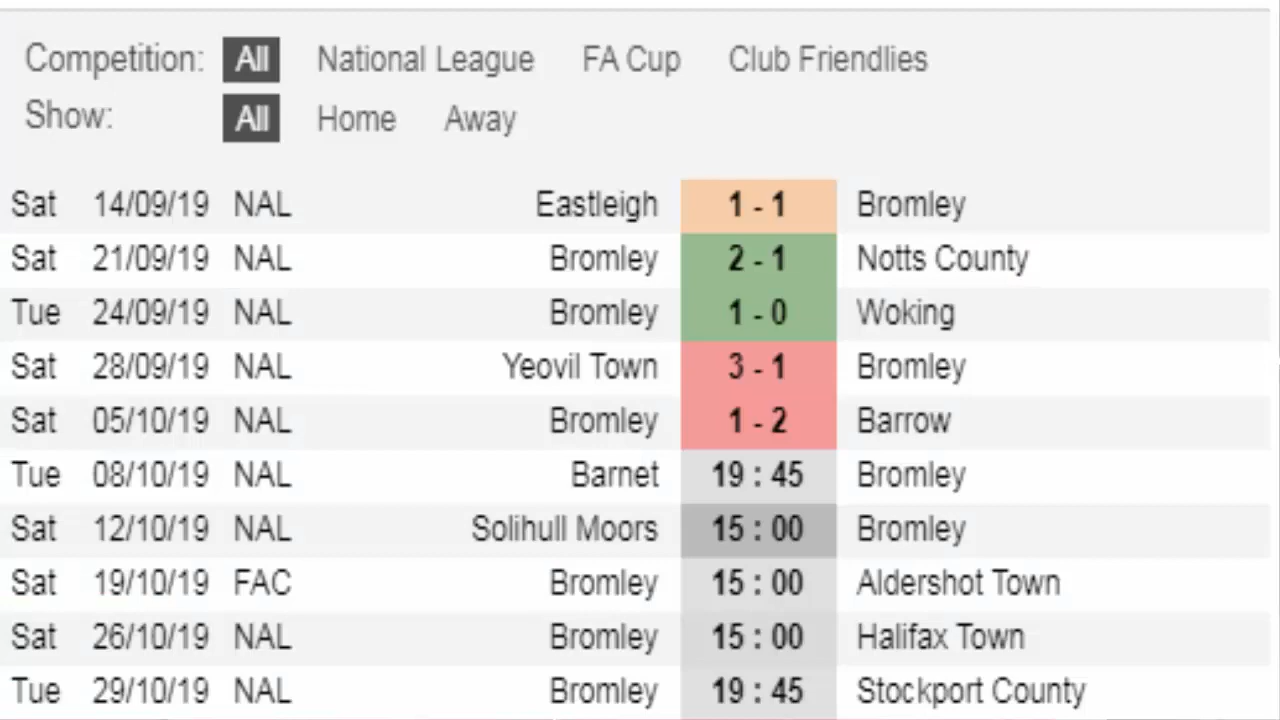 Competition: All National League FA Cup Club Friendlies
Show: All Home Away
Sat 14/09/19 NAL Eastleigh 1 - 1 Bromley
Sat 21/09/19 NAL Bromley 2 - 1 Notts County
Tue 24/09/19 NAL Bromley 1 - 0 Woking
Sat 28/09/19 NAL Yeovil Town 3 - 1 Bromley
Sat 05/10/19 NAL Bromley 1 - 2 Barrow
Tue 08/10/19 NAL Barnet 19 : 45 Bromley
Sat 12/10/19 NAL Solihull Moors 15 : 00 Bromley
Sat 19/10/19 FAC Bromley 15 : 00 Aldershot Town
Sat 26/10/19 NAL Bromley 15 : 00 Halifax Town
Tue 29/10/19 NAL Bromley 19 : 45 Stockport County